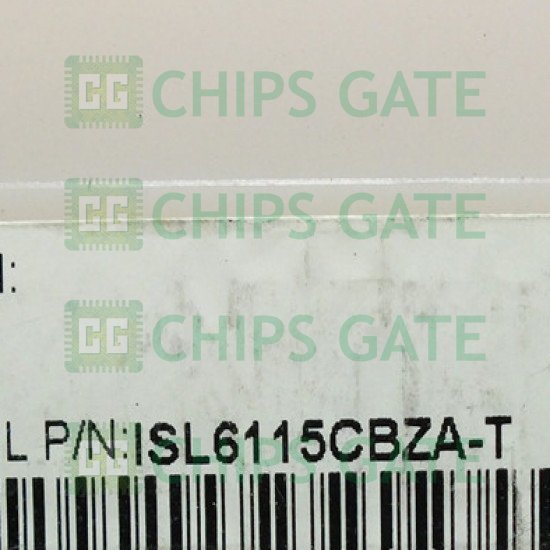 CG CHIPS GATE
CG CHIPS GATE
:
CG CHIPS GATE
L P/N:ISL6115CBZA-T